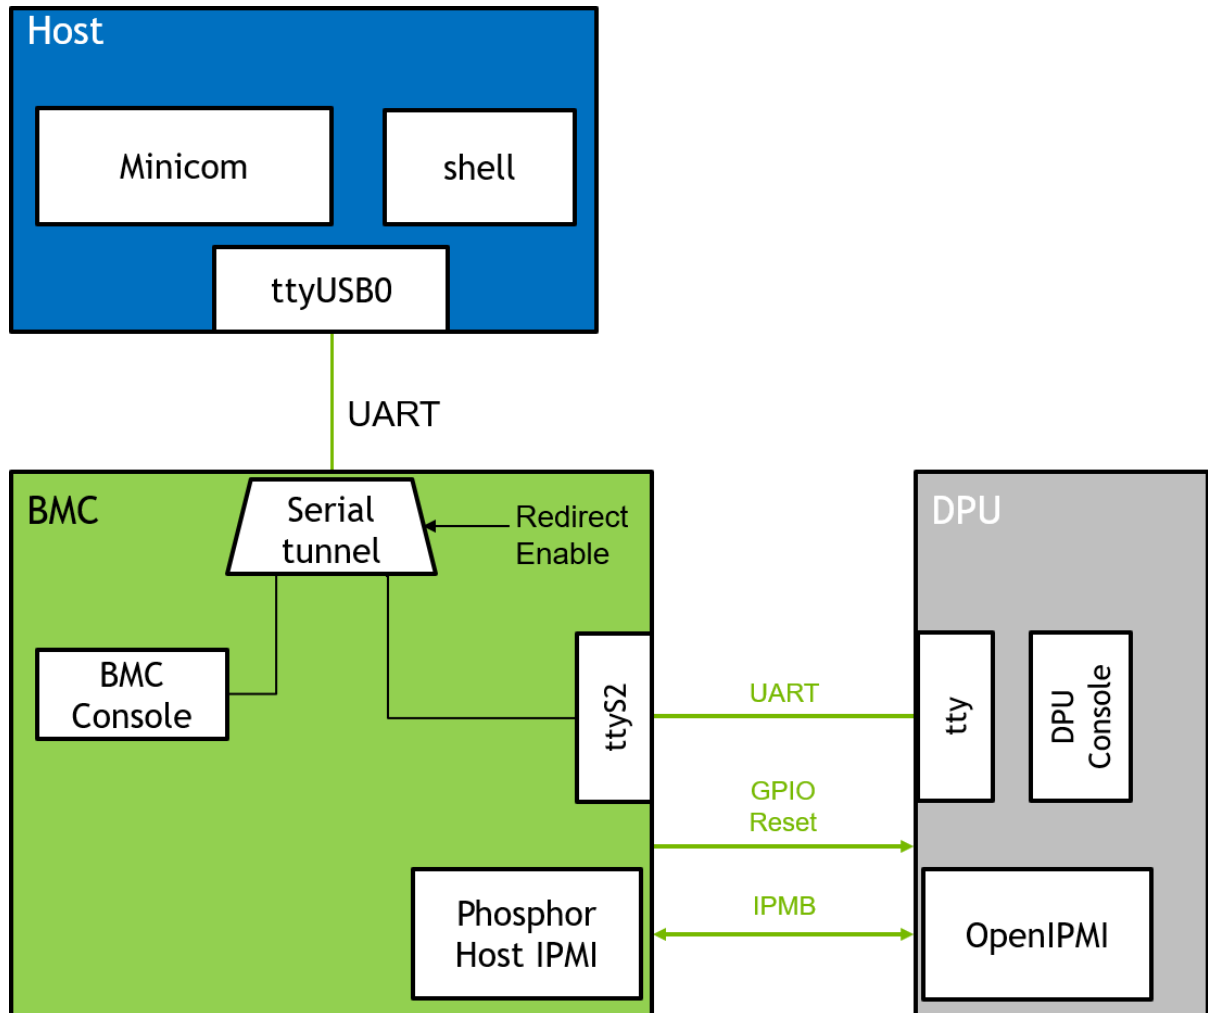 Host
Minicom
shell
ttyUSB0
UART
BMC
Serial
tunnel
Redirect
Enable
BMC
Console
ttyS2
UART
GPIO
Reset
IPMB
Phosphor
Host IPMI
DPU
tty
DPU
Console
OpenIPMI